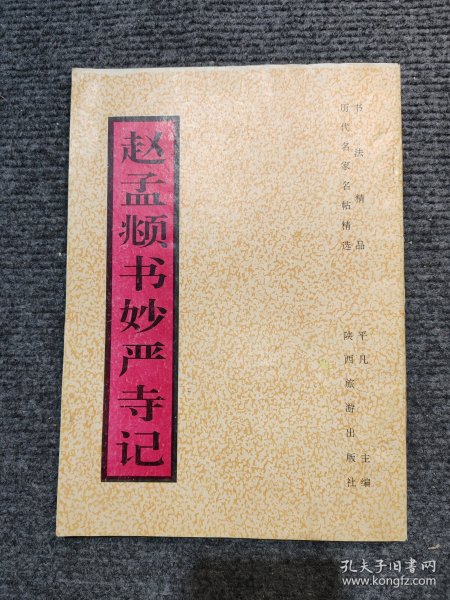 书法精品
历代名家名帖精选
平凡 主编
陕西旅游出版社
赵孟頫书妙严寺记
孔夫子旧书网
www.kongfz.com